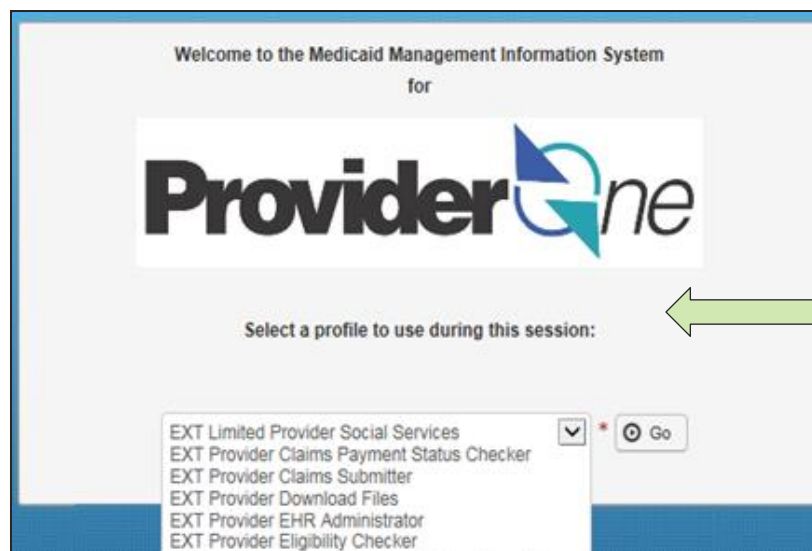 Welcome to the Medicaid Management Information System
for
ProviderOne
Select a profile to use during this session:
EXT Limited Provider Social Services
* Go
EXT Provider Claims Payment Status Checker
EXT Provider Claims Submitter
EXT Provider Download Files
EXT Provider EHR Administrator
EXT Provider Eligibility Checker